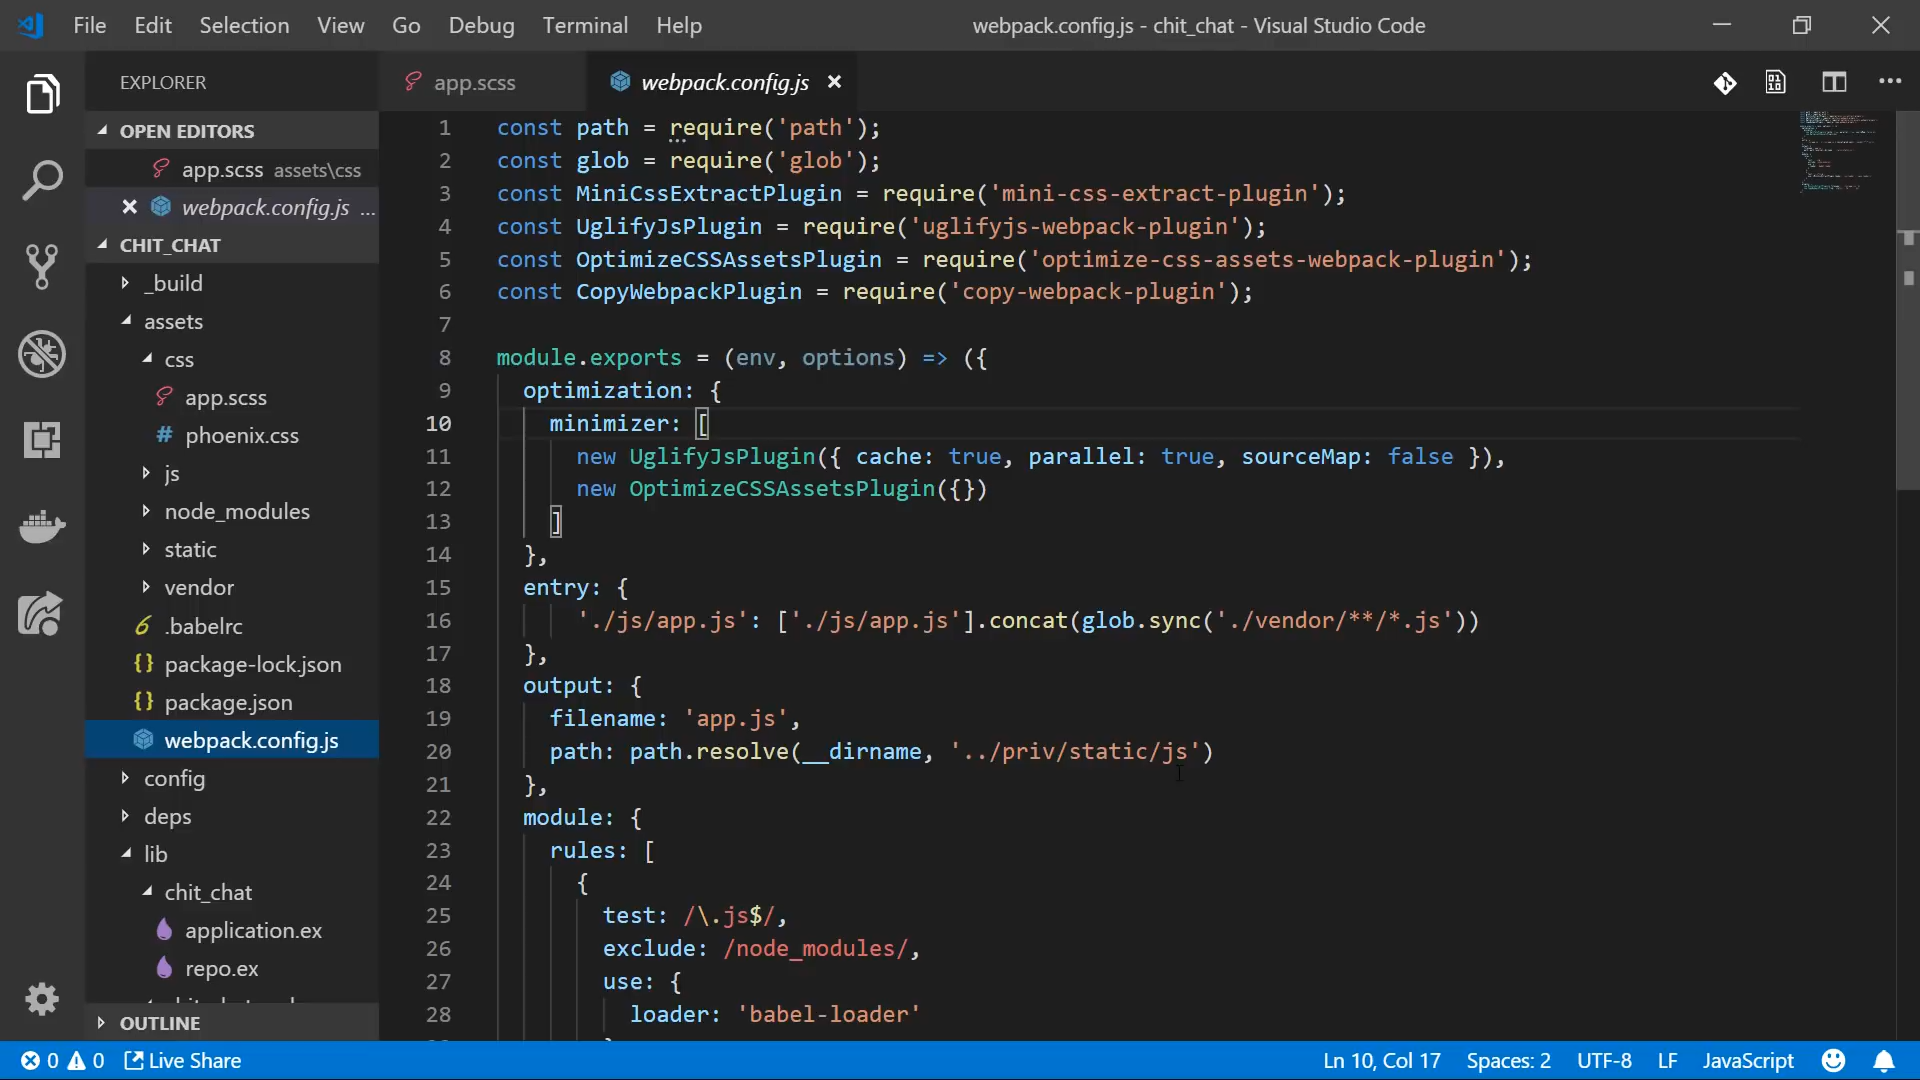 File Edit Selection View Go Debug Terminal Help
webpack.config.js - chit_chat - Visual Studio Code
EXPLORER
OPEN EDITORS
app.scss assets\css
webpack.config.js ...
CHIT_CHAT
_build
assets
css
app.scss
phoenix.css
js
node_modules
static
vendor
.babelrc
package-lock.json
package.json
webpack.config.js
config
deps
lib
chit_chat
application.ex
repo.ex
OUTLINE
app.scss
webpack.config.js
1 const path = require('path');
2 const glob = require('glob');
3 const MiniCssExtractPlugin = require('mini-css-extract-plugin');
4 const UglifyJsPlugin = require('uglifyjs-webpack-plugin');
5 const OptimizeCSSAssetsPlugin = require('optimize-css-assets-webpack-plugin');
6 const CopyWebpackPlugin = require('copy-webpack-plugin');
7
8 module.exports = (env, options) => ({
9 optimization: {
10 minimizer: [
11 new UglifyJsPlugin({ cache: true, parallel: true, sourceMap: false }),
12 new OptimizeCSSAssetsPlugin({})
13 ]
14 },
15 entry: {
16 './js/app.js': ['./js/app.js'].concat(glob.sync('./vendor/**/*.js'))
17 },
18 output: {
19 filename: 'app.js',
20 path: path.resolve(__dirname, '../priv/static/js')
21 },
22 module: {
23 rules: [
24 {
25 test: /\.js$/,
26 exclude: /node_modules/,
27 use: {
28 loader: 'babel-loader'
0 0 Live Share
Ln 10, Col 17 Spaces: 2 UTF-8 LF JavaScript